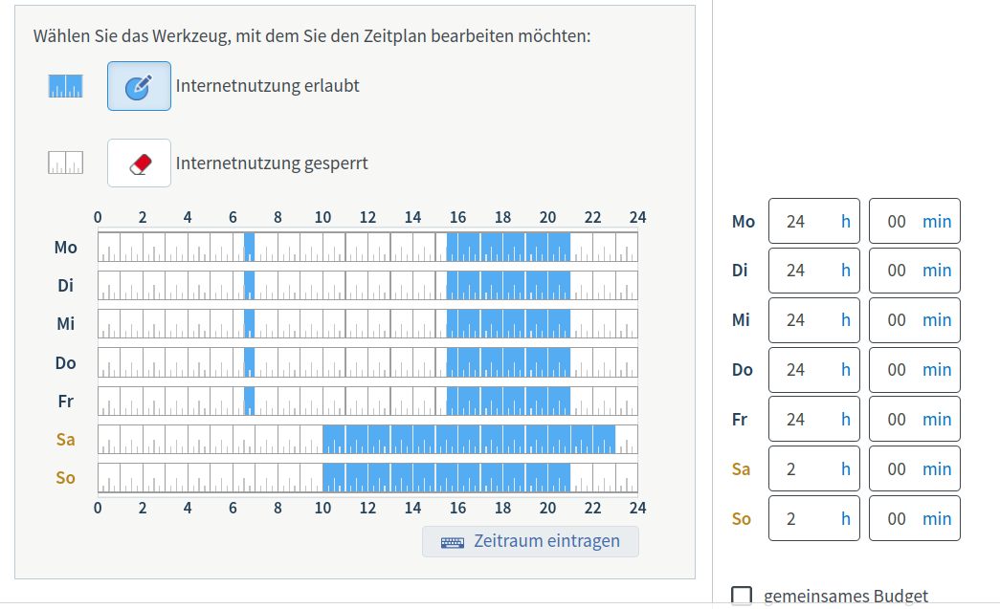 Wählen Sie das Werkzeug, mit dem Sie den Zeitplan bearbeiten möchten:
Internetnutzung erlaubt
Internetnutzung gesperrt
0 2 4 6 8 10 12 14 16 18 20 22 24
Mo
Di
Mi
Do
Fr
Sa
So
0 2 4 6 8 10 12 14 16 18 20 22 24
Zeitraum eintragen
Mo 24 h 00 min
Di 24 h 00 min
Mi 24 h 00 min
Do 24 h 00 min
Fr 24 h 00 min
Sa 2 h 00 min
So 2 h 00 min
gemeinsames Budget